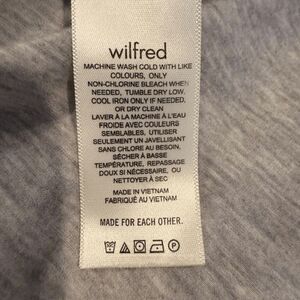 wilfred
MACHINE WASH COLD WITH LIKE
COLOURS, ONLY
NON-CHLORINE BLEACH WHEN
NEEDED, TUMBLE DRY LOW,
COOL IRON ONLY IF NEEDED,
OR DRY CLEAN
LAVER À LA MACHINE À L'EAU
FROIDE AVEC COULEURS
SEMBLABLES, UTILISER
SEULEMENT UN JAVELLISANT
SANS CHLORE AU BESOIN,
SÉCHER À BASSE
TEMPÉRATURE, REPASSAGE
DOUX SI NÉCESSAIRE, OU
NETTOYER À SEC
MADE IN VIETNAM
FABRIQUÉ AU VIETNAM
MADE FOR EACH OTHER.
P